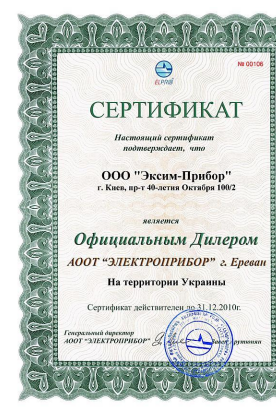 ELPRIB
№ 00106
СЕРТИФИКАТ
Настоящий сертификат
подтверждает, что
ООО "Эксим-Прибор"
г. Киев, пр-т 40-летия Октября 100/2
является
Официальным Дилером
АООТ “ЭЛЕКТРОПРИБОР” г. Ереван
На территории Украины
Сертификат действителен до 31.12.2010г.
Генеральный директор
АООТ “ЭЛЕКТРОПРИБОР”